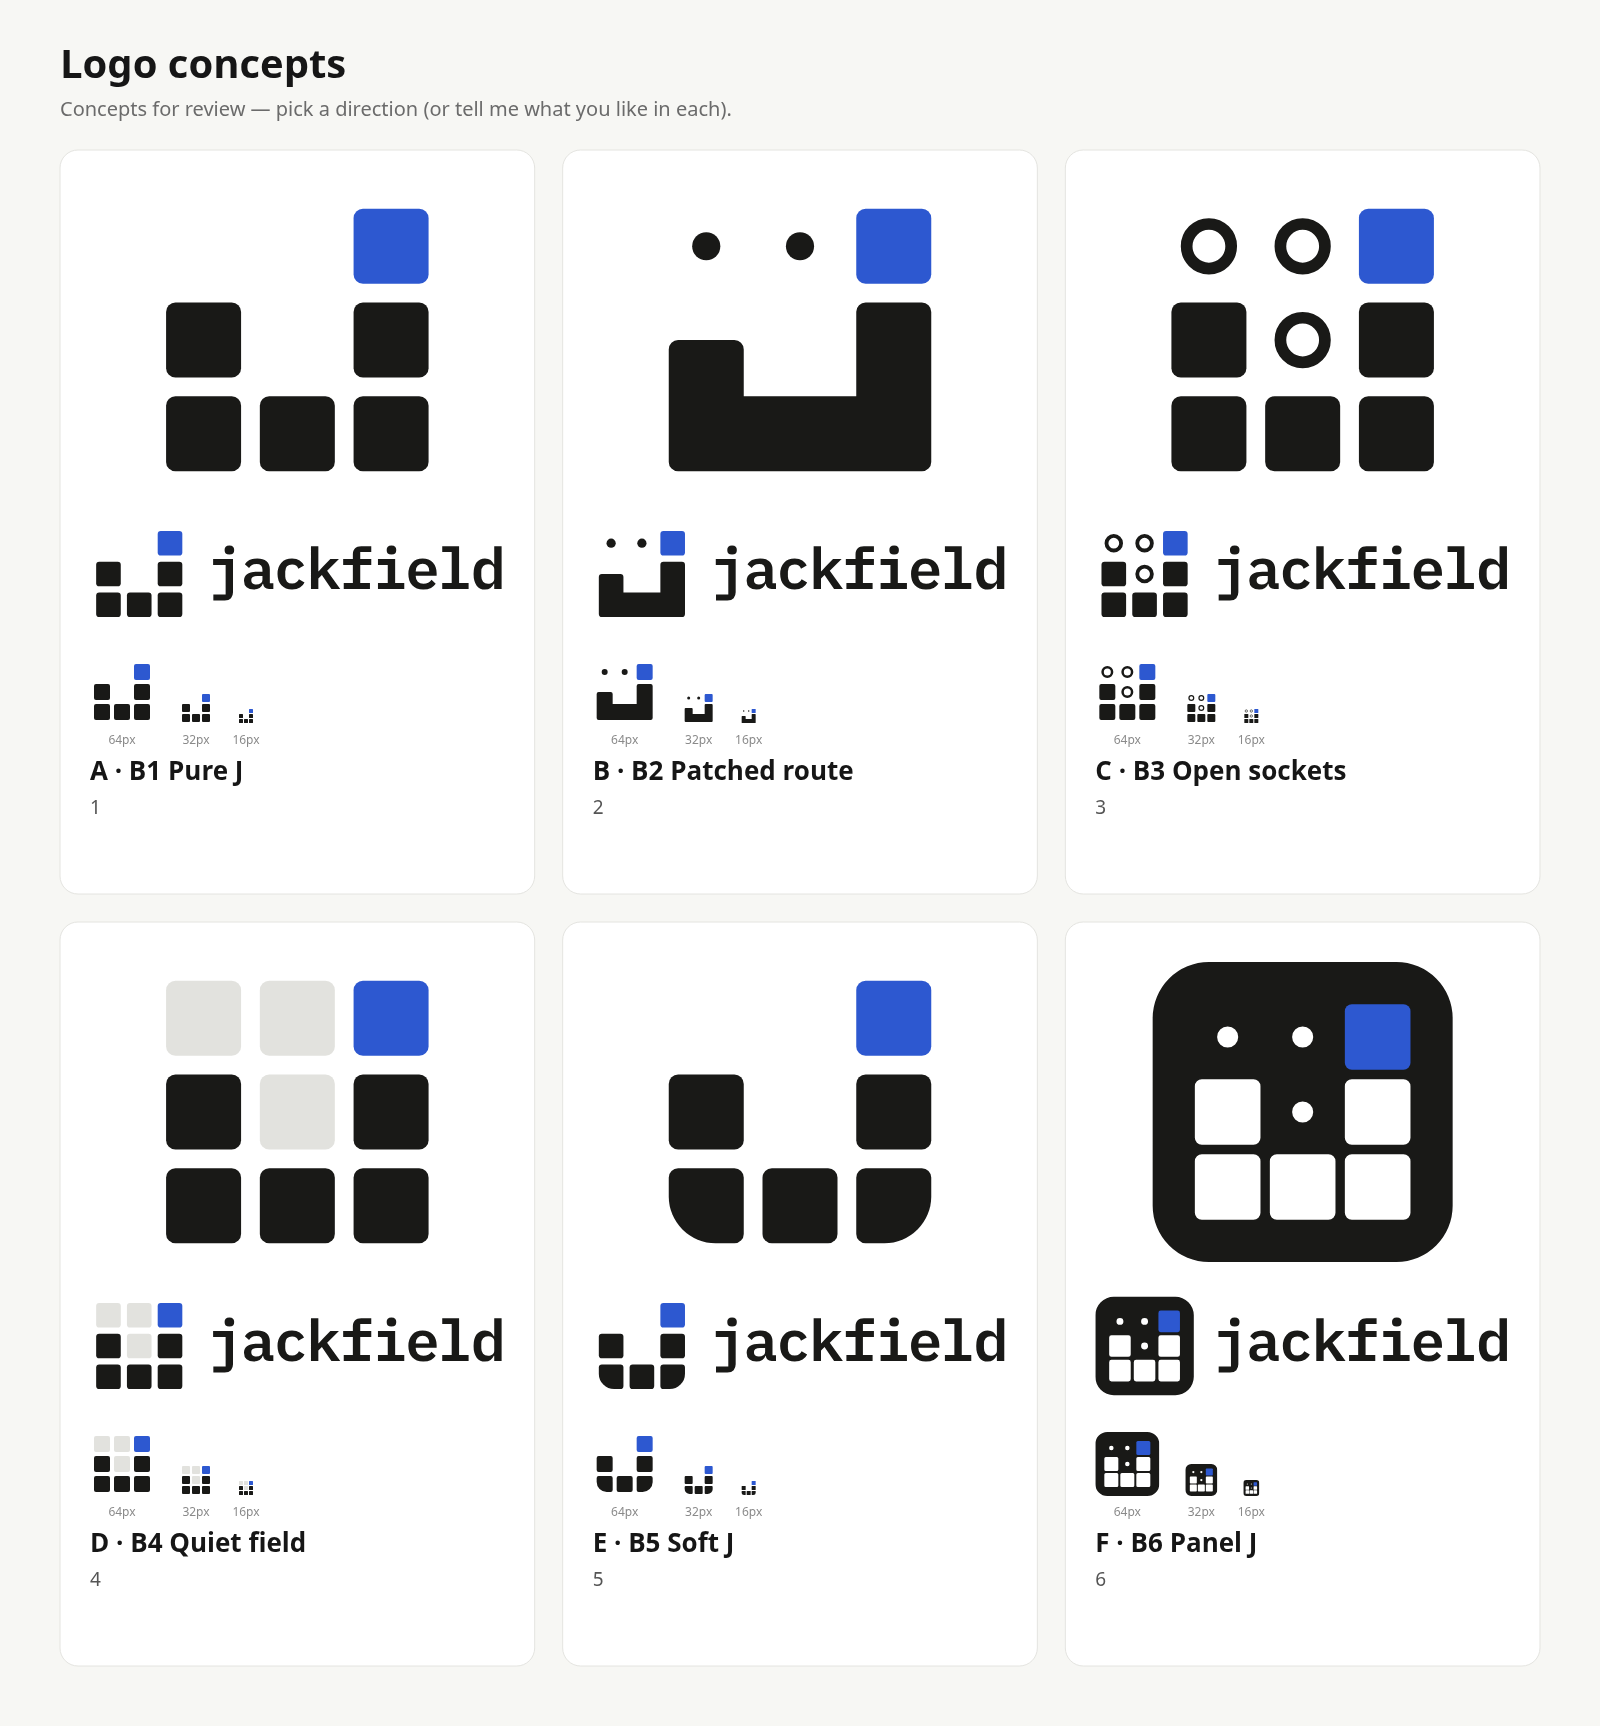 Logo concepts
Concepts for review — pick a direction (or tell me what you like in each).
jackfield
64px 32px 16px
A · B1 Pure J
1
jackfield
64px 32px 16px
B · B2 Patched route
2
jackfield
64px 32px 16px
C · B3 Open sockets
3
jackfield
64px 32px 16px
D · B4 Quiet field
4
jackfield
64px 32px 16px
E · B5 Soft J
5
jackfield
64px 32px 16px
F · B6 Panel J
6